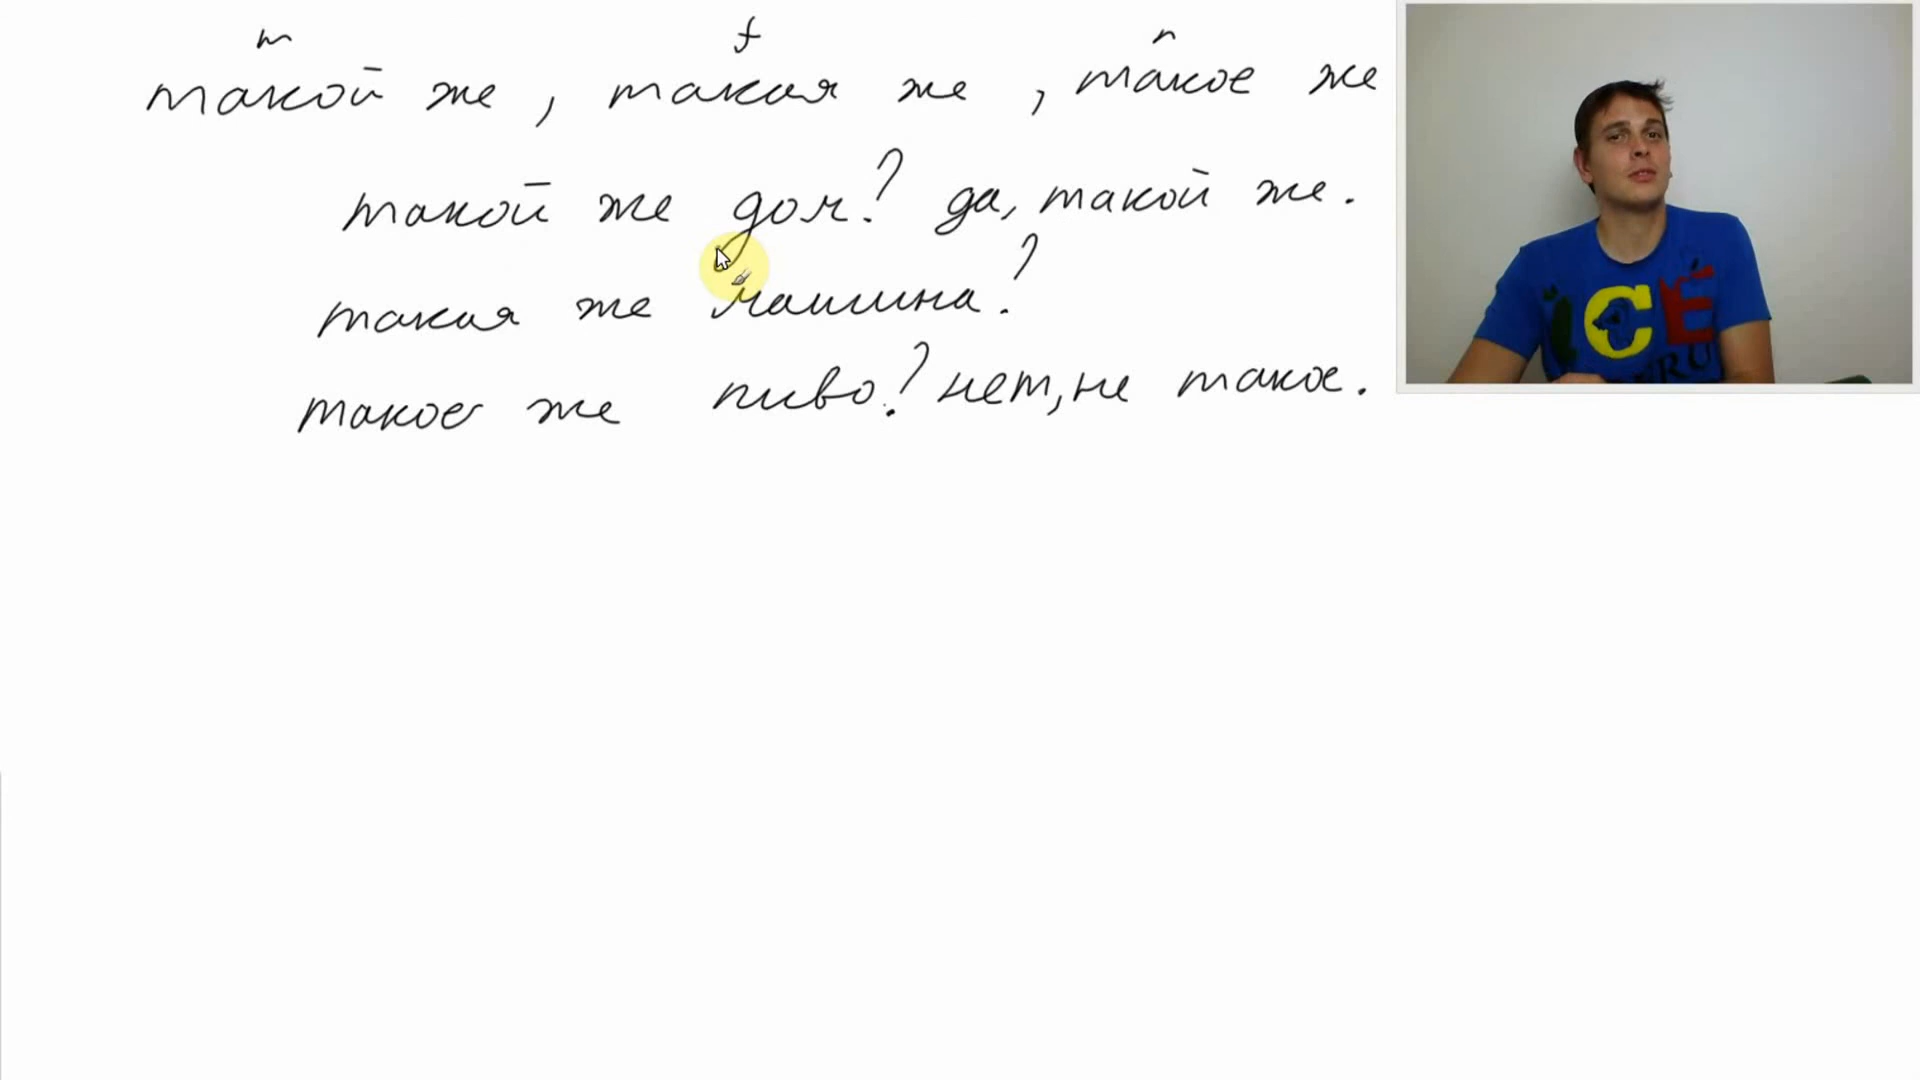 m f n
такой же, такая же, такое же
такой же дом? да, такой же.
такая же машина?
такое же пиво? нет, не такое.
ICE